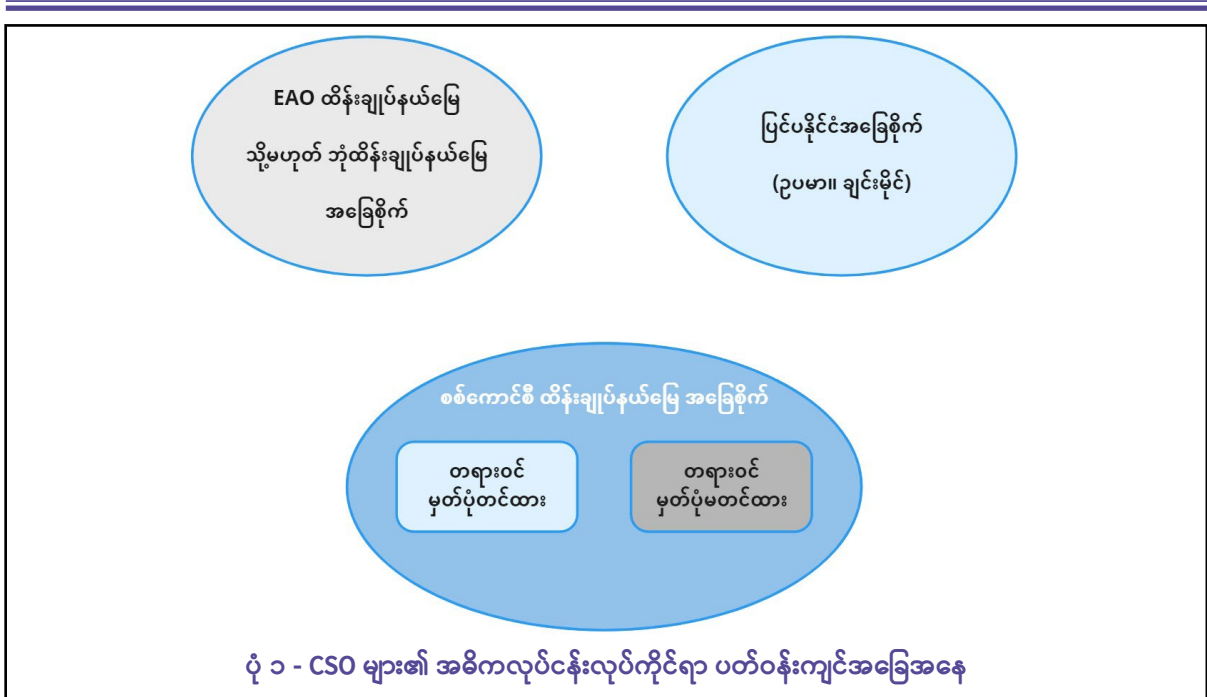 EAO ထိန်းချုပ်နယ်မြေ
သို့မဟုတ် ဘုံထိန်းချုပ်နယ်မြေ
အခြေစိုက်
ပြင်ပနိုင်ငံအခြေစိုက်
(ဥပမာ။ ချင်းမိုင်)
စစ်ကောင်စီ ထိန်းချုပ်နယ်မြေ အခြေစိုက်
တရားဝင်
မှတ်ပုံတင်ထား
တရားဝင်
မှတ်ပုံမတင်ထား
ပုံ ၁ - CSO များ၏ အဓိကလုပ်ငန်းလုပ်ကိုင်ရာ ပတ်ဝန်းကျင်အခြေအနေ